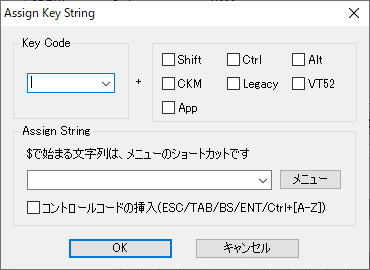 Assign Key String
Key Code
+
Shift
Ctrl
Alt
CKM
Legacy
VT52
App
Assign String
$で始まる文字列は、メニューのショートカットです
メニュー
コントロールコードの挿入(ESC/TAB/BS/ENT/Ctrl+[A-Z])
OK
キャンセル